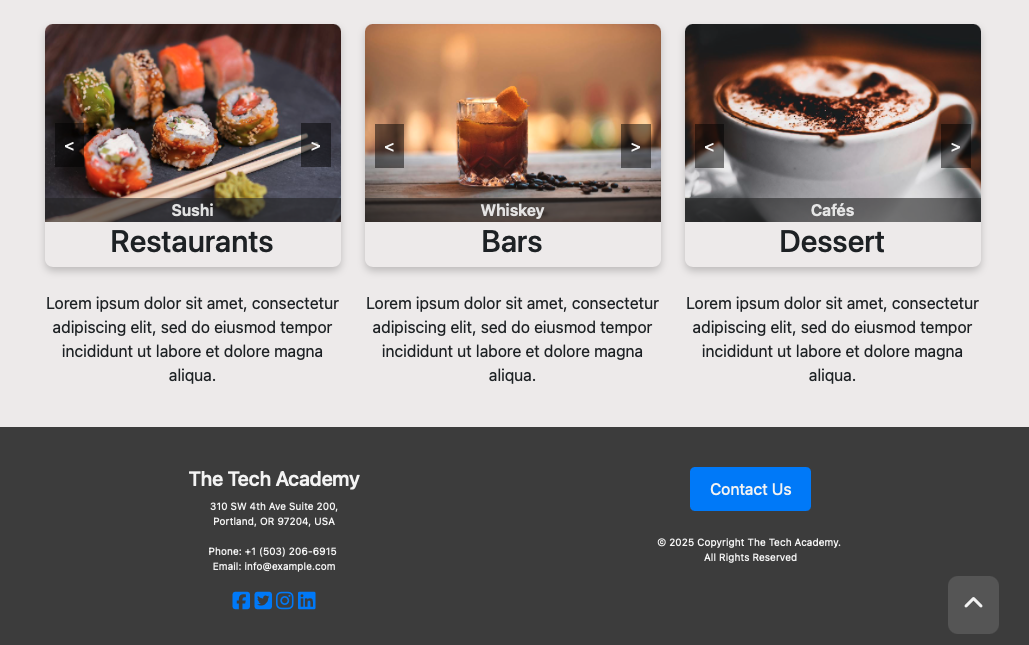 < >
Sushi
Restaurants
Lorem ipsum dolor sit amet, consectetur
adipiscing elit, sed do eiusmod tempor
incididunt ut labore et dolore magna
aliqua.
< >
Whiskey
Bars
Lorem ipsum dolor sit amet, consectetur
adipiscing elit, sed do eiusmod tempor
incididunt ut labore et dolore magna
aliqua.
< >
Cafés
Dessert
Lorem ipsum dolor sit amet, consectetur
adipiscing elit, sed do eiusmod tempor
incididunt ut labore et dolore magna
aliqua.
The Tech Academy
310 SW 4th Ave Suite 200,
Portland, OR 97204, USA
Phone: +1 (503) 206-6915
Email: info@example.com
Contact Us
© 2025 Copyright The Tech Academy.
All Rights Reserved